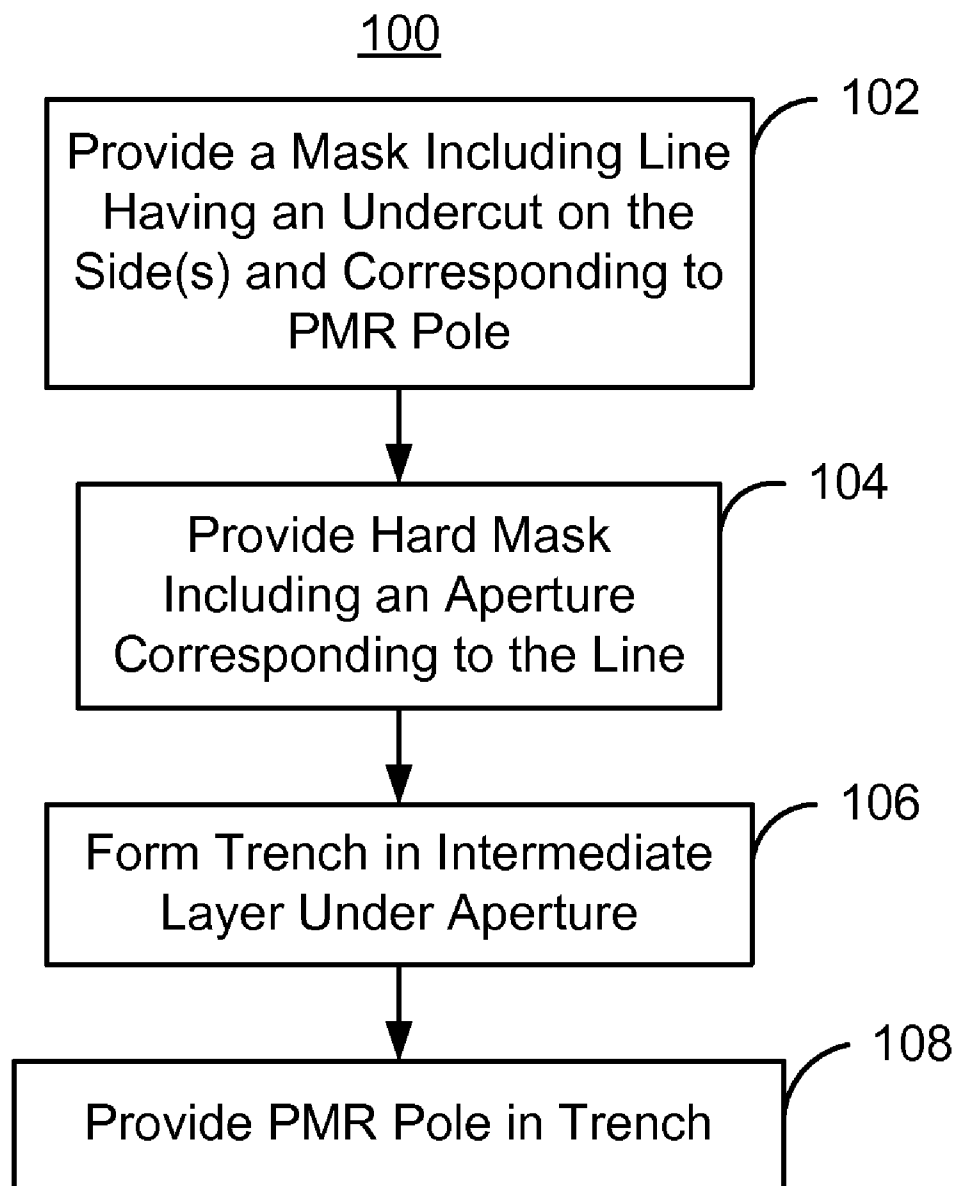 100
102
Provide a Mask Including Line
Having an Undercut on the
Side(s) and Corresponding to
PMR Pole
104
Provide Hard Mask
Including an Aperture
Corresponding to the Line
106
Form Trench in Intermediate
Layer Under Aperture
108
Provide PMR Pole in Trench